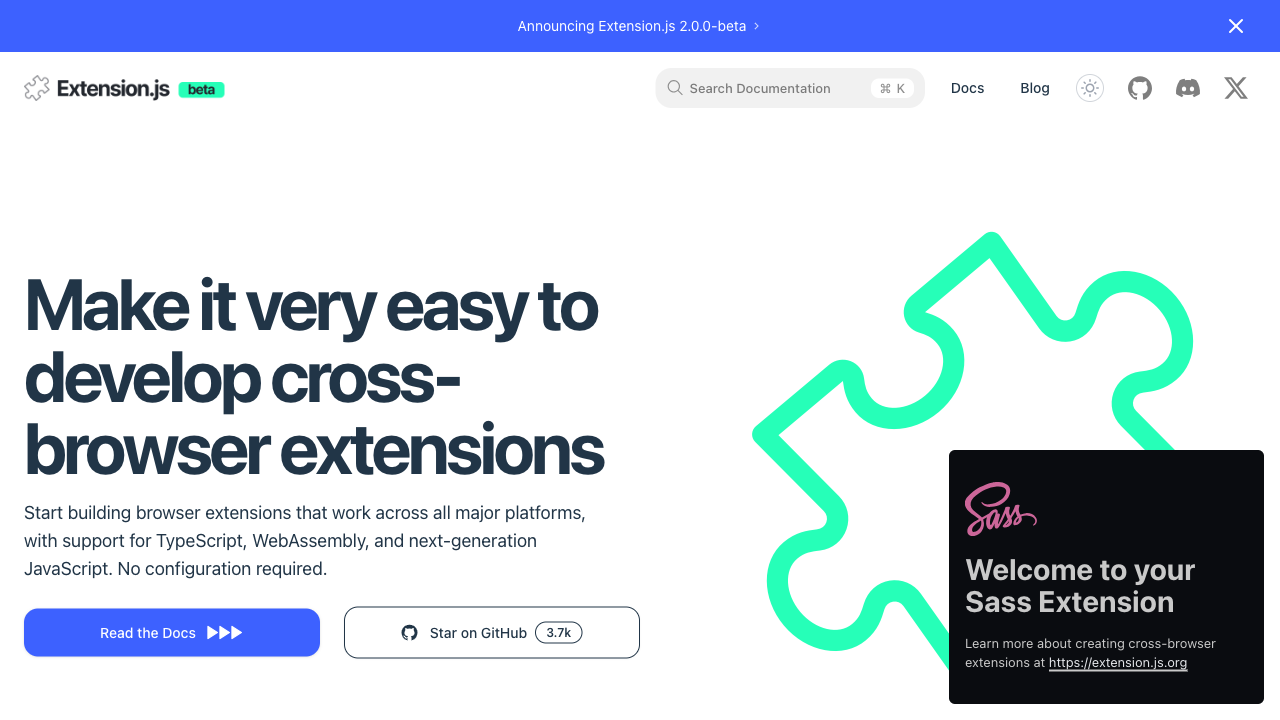 Announcing Extension.js 2.0.0-beta
Extension.js beta
Search Documentation ⌘ K
Docs
Blog
Make it very easy to
develop cross-
browser extensions
Start building browser extensions that work across all major platforms,
with support for TypeScript, WebAssembly, and next-generation
JavaScript. No configuration required.
Read the Docs
Star on GitHub 3.7k
Sass
Welcome to your
Sass Extension
Learn more about creating cross-browser
extensions at https://extension.js.org